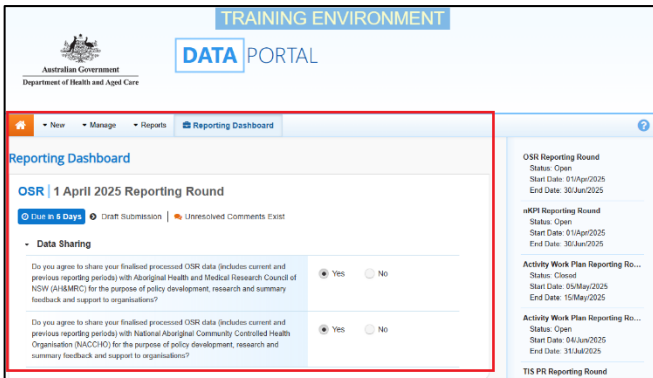 TRAINING ENVIRONMENT
Australian Government
Department of Health and Aged Care
DATA PORTAL
New Manage Reports Reporting Dashboard
?
Reporting Dashboard
OSR | 1 April 2025 Reporting Round
Due in 5 Days Draft Submission | Unresolved Comments Exist
Data Sharing
Do you agree to share your finalised processed OSR data (includes current and
previous reporting periods) with Aboriginal Health and Medical Research Council of
NSW (AH&MRC) for the purpose of policy development, research and summary
feedback and support to organisations?
Yes No
Do you agree to share your finalised processed OSR data (includes current and
previous reporting periods) with National Aboriginal Community Controlled Health
Organisation (NACCHO) for the purpose of policy development, research and
summary feedback and support to organisations?
Yes No
OSR Reporting Round
Status: Open
Start Date: 01/Apr/2025
End Date: 30/Jun/2025
nKPI Reporting Round
Status: Open
Start Date: 01/Apr/2025
End Date: 30/Jun/2025
Activity Work Plan Reporting Ro...
Status: Closed
Start Date: 05/May/2025
End Date: 15/May/2025
Activity Work Plan Reporting Ro...
Status: Open
Start Date: 04/Jun/2025
End Date: 31/Jul/2025
TIS PR Reporting Round